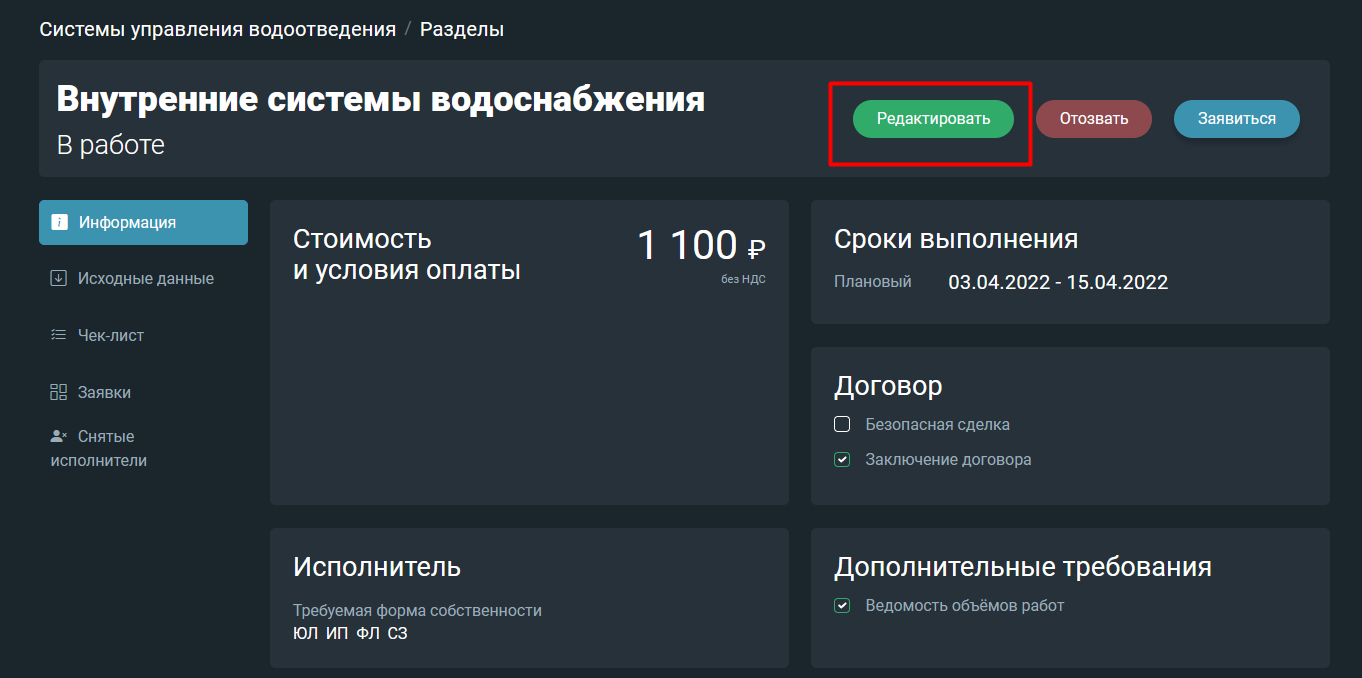 Системы управления водоотведения / Разделы
Внутренние системы водоснабжения
В работе
Редактировать
Отозвать
Заявиться
Информация
Исходные данные
Чек-лист
Заявки
Снятые
исполнители
Стоимость
и условия оплаты
1 100 ₽
без НДС
Сроки выполнения
Плановый 03.04.2022 - 15.04.2022
Договор
Безопасная сделка
Заключение договора
Исполнитель
Требуемая форма собственности
ЮЛ ИП ФЛ СЗ
Дополнительные требования
Ведомость объёмов работ